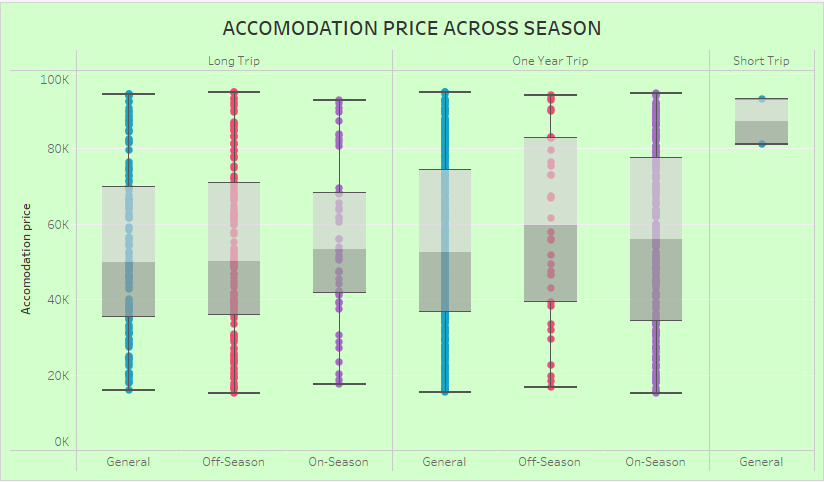 ACCOMODATION PRICE ACROSS SEASON
Long Trip
One Year Trip
Short Trip
100K
80K
60K
40K
20K
0K
Accomodation price
General
Off-Season
On-Season
General
Off-Season
On-Season
General